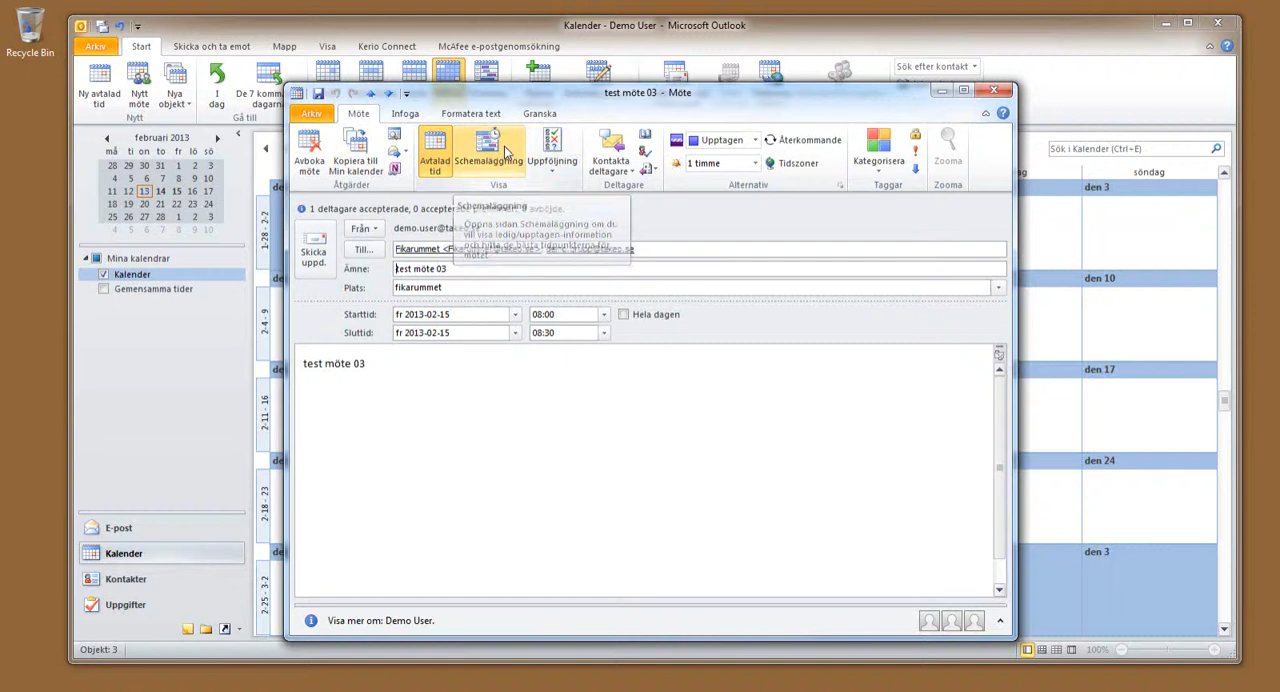 Recycle Bin
Kalender - Demo User - Microsoft Outlook
Arkiv Start Skicka och ta emot Mapp Visa Kerio Connect McAfee e-postgenomsökning
Ny avtalad tid
Nytt möte
Nya objekt
Nytt
I dag
De 7 komm
dagarna
Gå till
Sök efter kontakt
februari 2013
må ti on to fr lö sö
28 29 30 31 1 2 3
4 5 6 7 8 9 10
11 12 13 14 15 16 17
18 19 20 21 22 23 24
25 26 27 28 1 2 3
4 5 6 7 8 9 10
Mina kalendrar
Kalender
Gemensamma tider
E-post
Kalender
Kontakter
Uppgifter
Objekt: 3
1-28 - 2-2
2-4 - 9
2-11 - 16
2-18 - 23
2-25 - 3-2
Sök i Kalender (Ctrl+E)
söndag
den 3
den 10
den 17
den 24
den 3
100%
test möte 03 - Möte
Arkiv Möte Infoga Formatera text Granska
Avboka möte
Kopiera till Min kalender
Åtgärder
Avtalad tid
Schemaläggning
Uppföljning
Visa
Kontakta deltagare
Deltagare
Upptagen
1 timme
Återkommande
Tidszoner
Alternativ
Kategorisera
Taggar
Zooma
Zooma
1 deltagare accepterade, 0 accepte
avböjde.
Schemaläggning
Öppna sidan Schemaläggning om du
vill visa ledig/upptagen-information
och hitta de bästa tidpunkterna för
mötet
Skicka uppd.
Från
Till...
Fikarummet
Ämne: test möte 03
Plats: fikarummet
Starttid: fr 2013-02-15 08:00 Hela dagen
Sluttid: fr 2013-02-15 08:30
test möte 03
Visa mer om: Demo User.